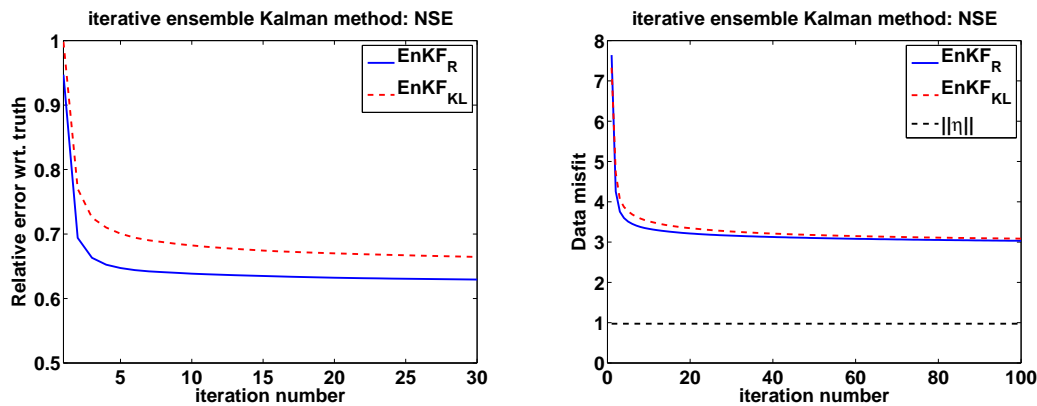 iterative ensemble Kalman method: NSE
Relative error wrt. truth
1
0.9
0.8
0.7
0.6
0.5
5
10
15
20
25
30
iteration number
EnKF_R
EnKF_KL
iterative ensemble Kalman method: NSE
Data misfit
8
7
6
5
4
3
2
1
0
0
20
40
60
80
100
iteration number
EnKF_R
EnKF_KL
||η||